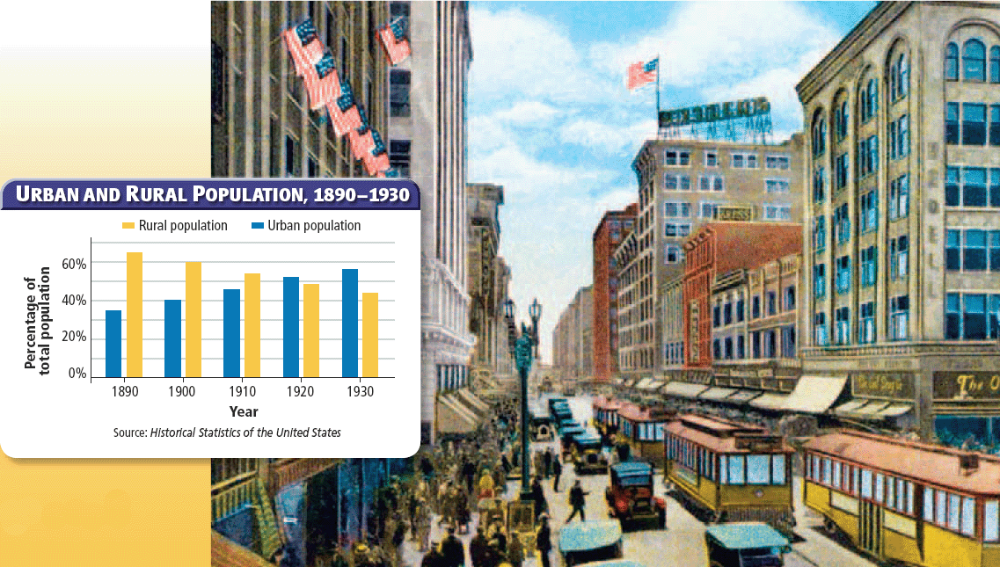 URBAN AND RURAL POPULATION, 1890–1930
Rural population Urban population
Percentage of
total population
60%
40%
20%
0%
1890 1900 1910 1920 1930
Year
Source: Historical Statistics of the United States
KRESS
The O